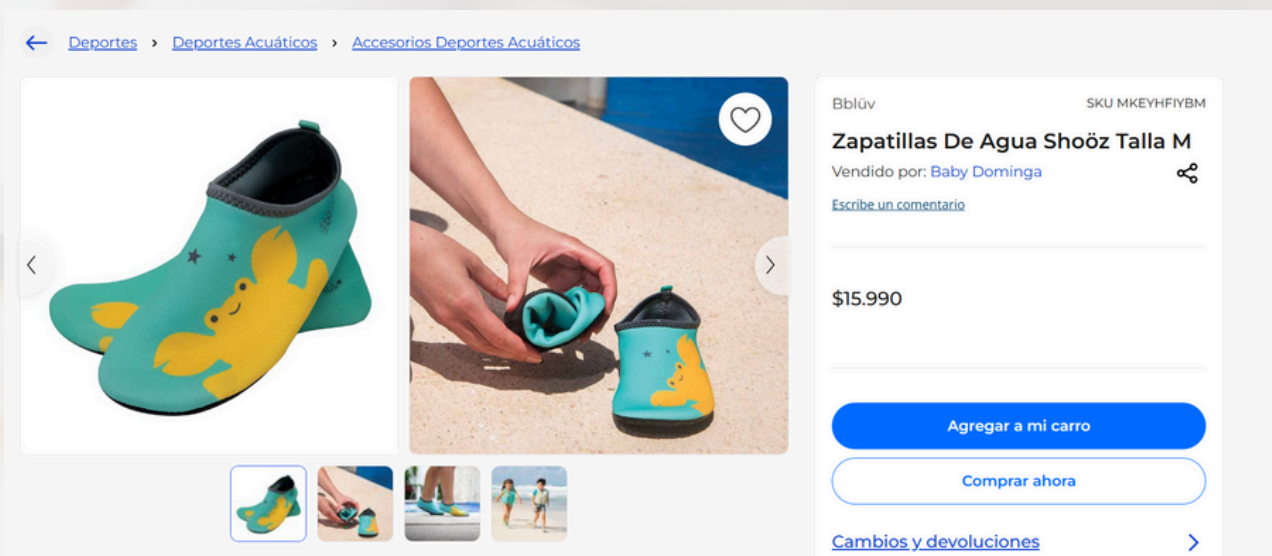 Deportes › Deportes Acuáticos › Accesorios Deportes Acuáticos
Bblüv
SKU MKEYHFIYBM
Zapatillas De Agua Shoöz Talla M
Vendido por: Baby Dominga
Escribe un comentario
$15.990
Agregar a mi carro
Comprar ahora
Cambios y devoluciones